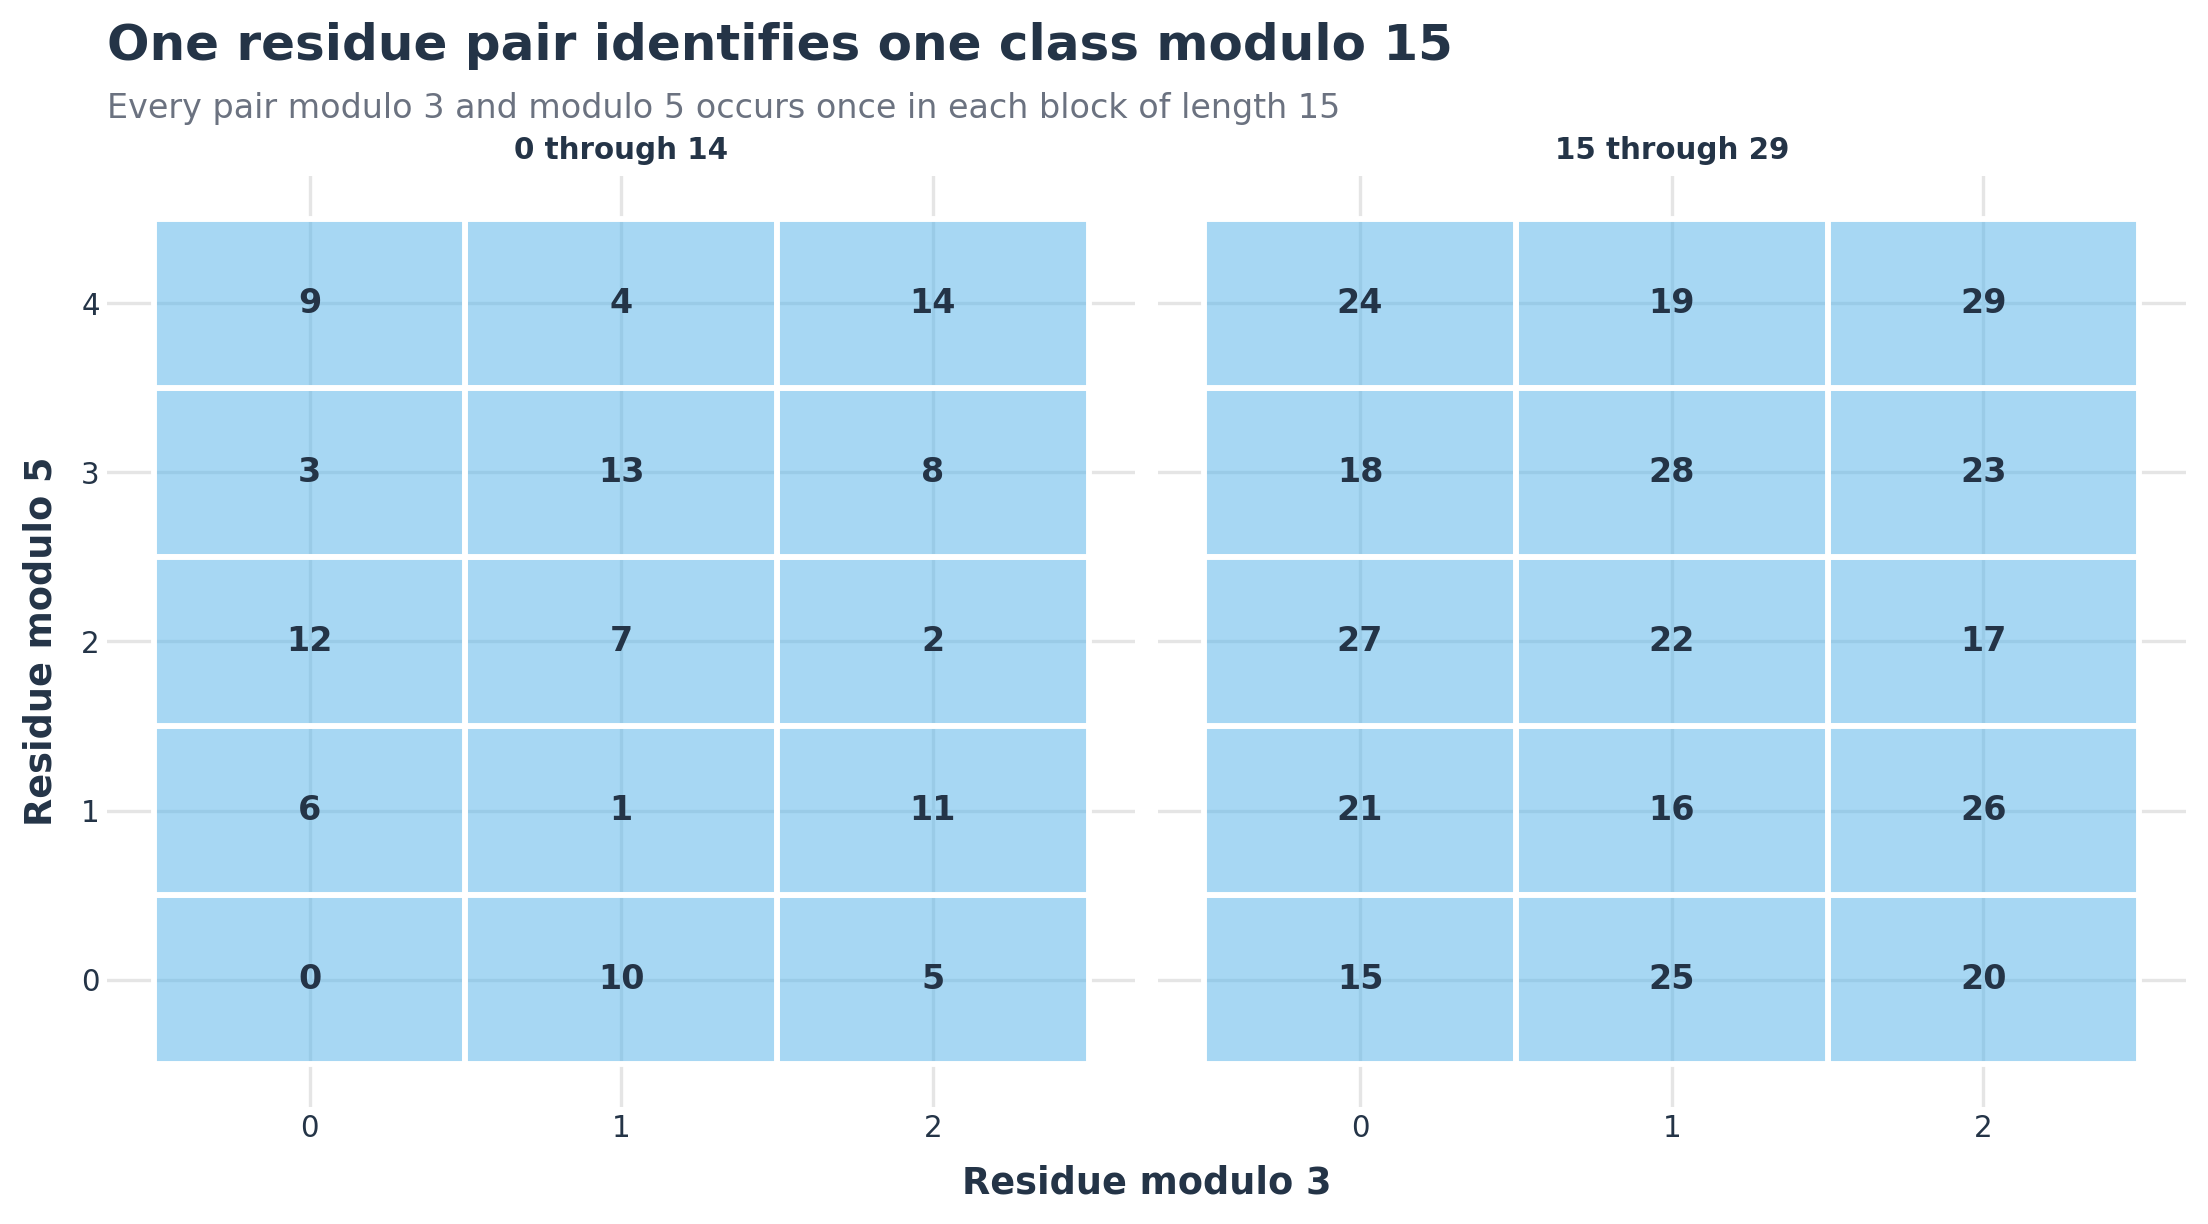 One residue pair identifies one class modulo 15
Every pair modulo 3 and modulo 5 occurs once in each block of length 15
0 through 14 15 through 29
4 9 4 14 24 19 29
3 3 13 8 18 28 23
2 12 7 2 27 22 17
1 6 1 11 21 16 26
0 0 10 5 15 25 20
0 1 2 0 1 2
Residue modulo 3
Residue modulo 5